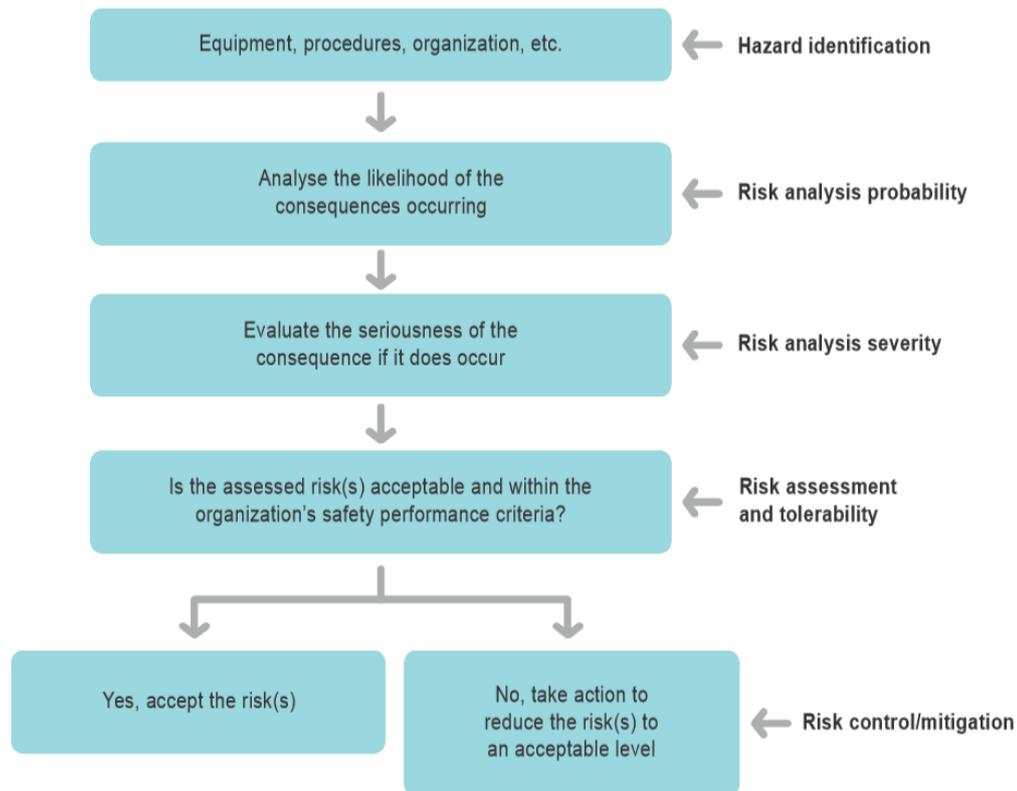 Equipment, procedures, organization, etc.
Hazard identification
Analyse the likelihood of the
consequences occurring
Risk analysis probability
Evaluate the seriousness of the
consequence if it does occur
Risk analysis severity
Is the assessed risk(s) acceptable and within the
organization's safety performance criteria?
Risk assessment
and tolerability
Yes, accept the risk(s)
No, take action to
reduce the risk(s) to
an acceptable level
Risk control/mitigation